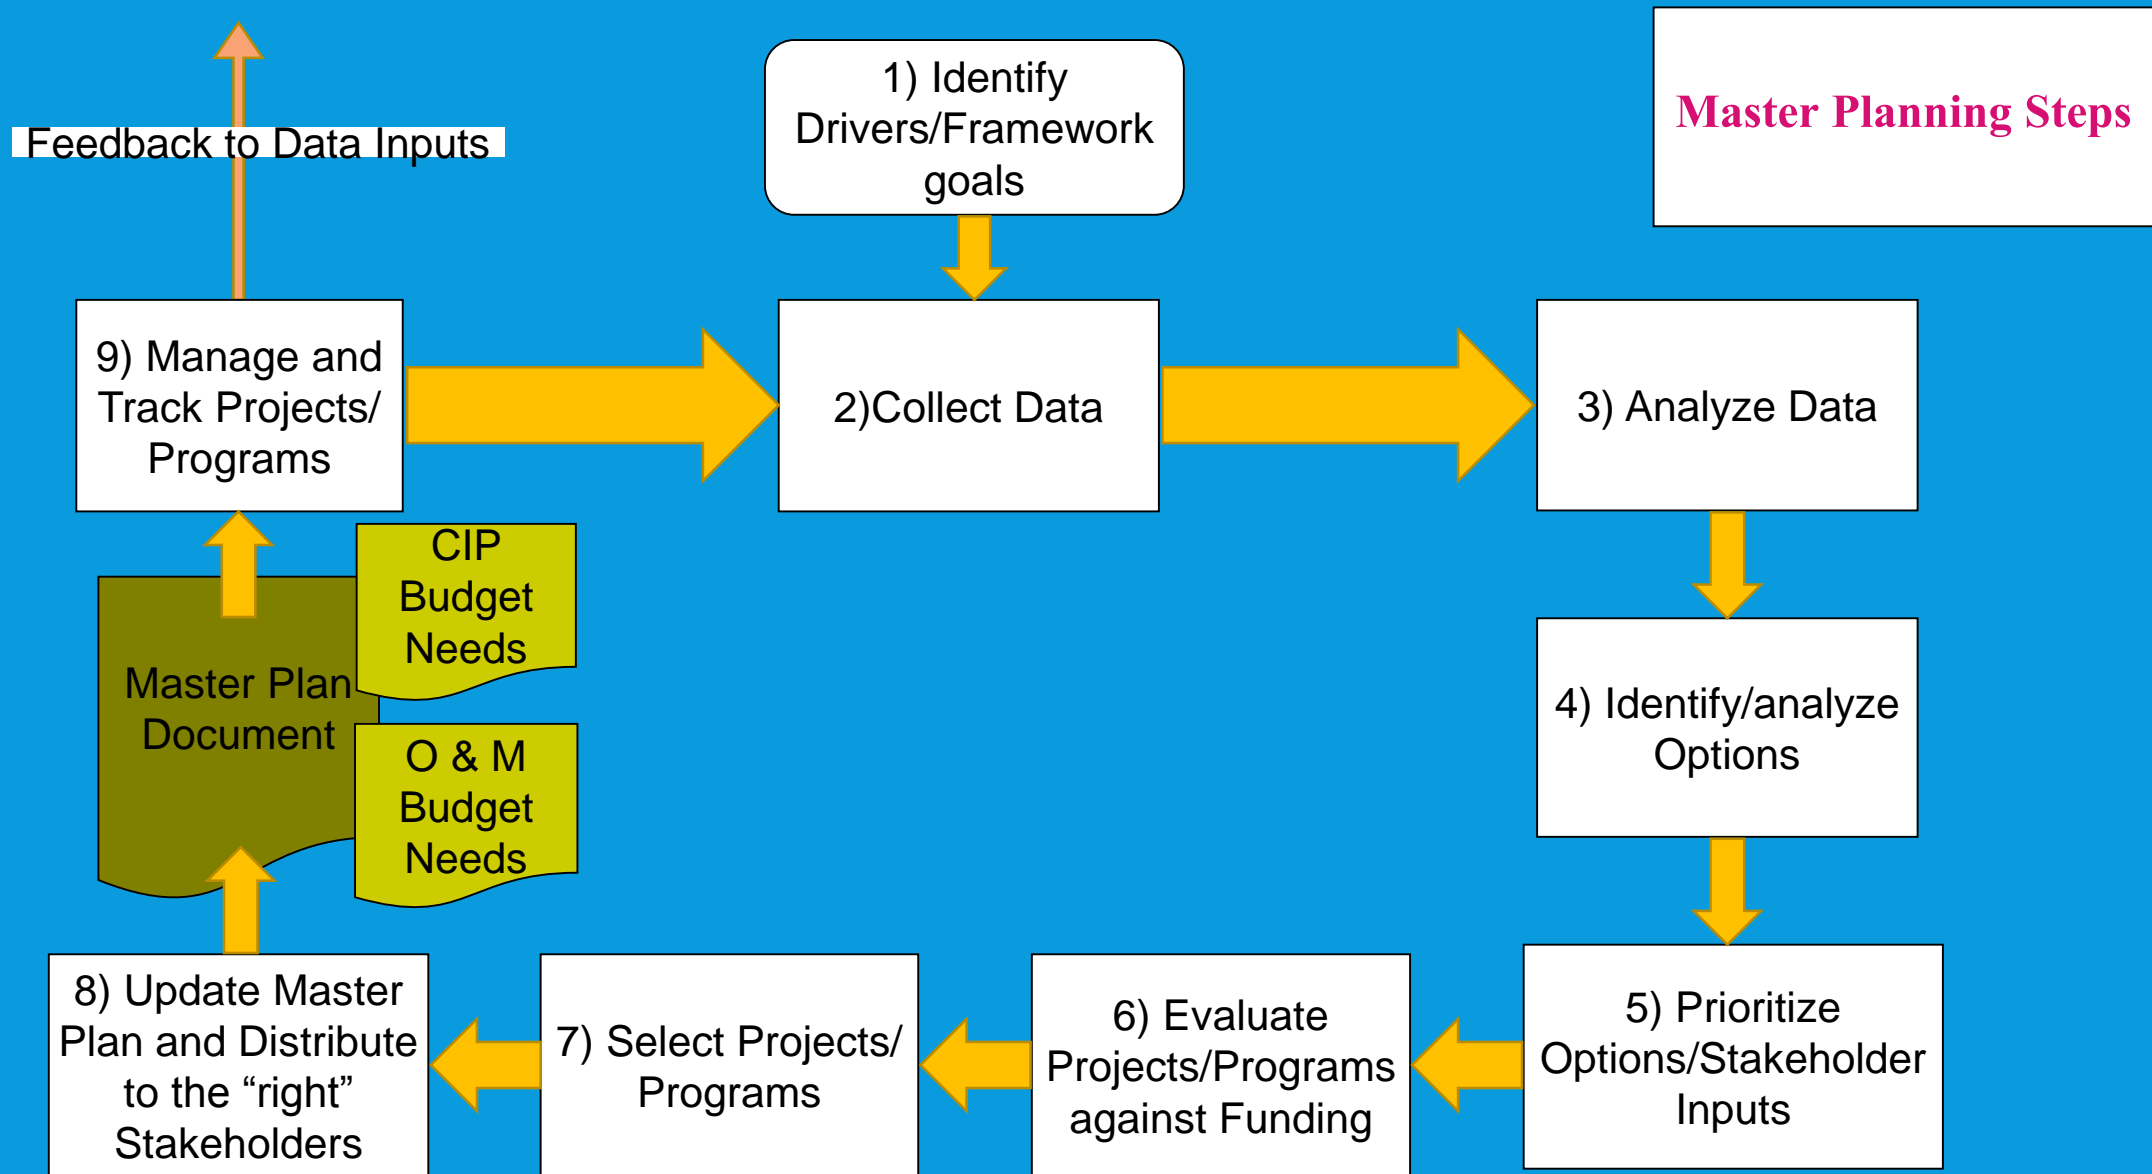 Feedback to Data Inputs
1) Identify
Drivers/Framework
goals
Master Planning Steps
9) Manage and
Track Projects/
Programs
2)Collect Data
3) Analyze Data
CIP
Budget
Needs
Master Plan
Document
O & M
Budget
Needs
4) Identify/analyze
Options
8) Update Master
Plan and Distribute
to the “right”
Stakeholders
7) Select Projects/
Programs
6) Evaluate
Projects/Programs
against Funding
5) Prioritize
Options/Stakeholder
Inputs